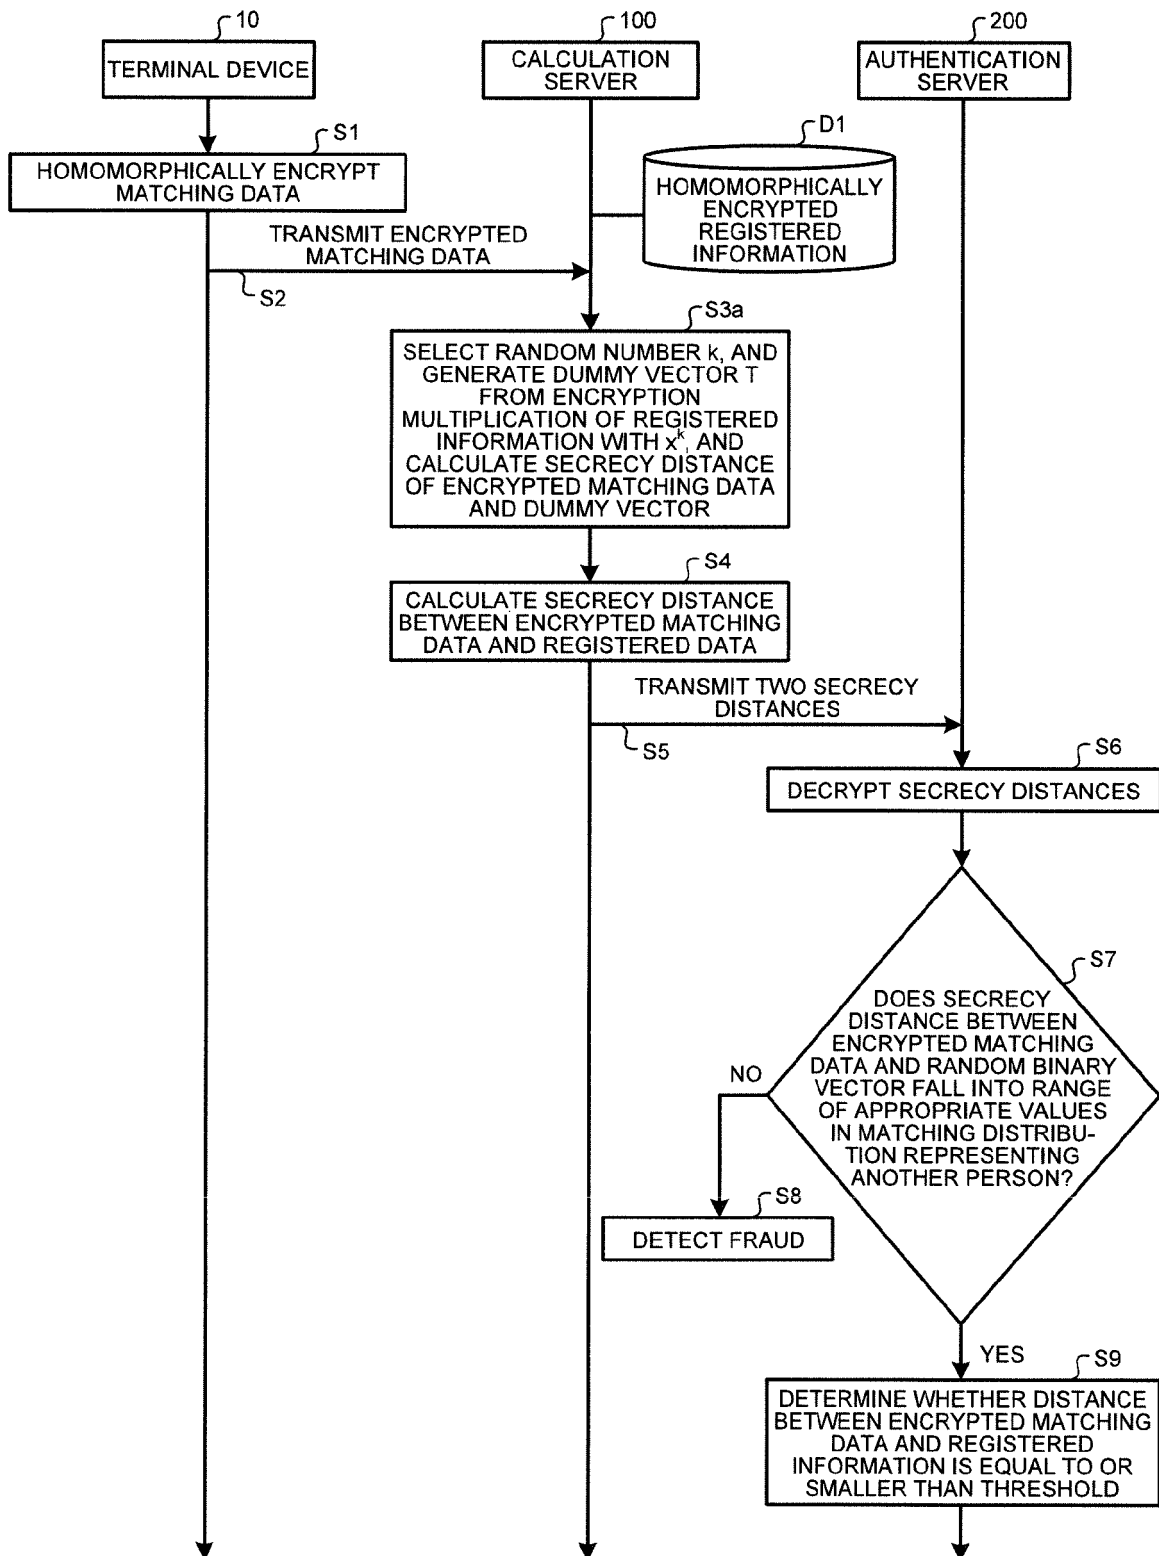 10
TERMINAL DEVICE
100
CALCULATION
SERVER
200
AUTHENTICATION
SERVER
S1
HOMOMORPHICALLY ENCRYPT
MATCHING DATA
D1
HOMOMORPHICALLY
ENCRYPTED
REGISTERED
INFORMATION
TRANSMIT ENCRYPTED
MATCHING DATA
S2
S3a
SELECT RANDOM NUMBER k, AND
GENERATE DUMMY VECTOR T
FROM ENCRYPTION
MULTIPLICATION OF REGISTERED
INFORMATION WITH x^k, AND
CALCULATE SECRECY DISTANCE
OF ENCRYPTED MATCHING DATA
AND DUMMY VECTOR
S4
CALCULATE SECRECY DISTANCE
BETWEEN ENCRYPTED MATCHING
DATA AND REGISTERED DATA
TRANSMIT TWO SECRECY
DISTANCES
S5
S6
DECRYPT SECRECY DISTANCES
S7
DOES SECRECY
DISTANCE BETWEEN
ENCRYPTED MATCHING
DATA AND RANDOM BINARY
VECTOR FALL INTO RANGE
OF APPROPRIATE VALUES
IN MATCHING DISTRIBU-
TION REPRESENTING
ANOTHER PERSON?
NO
S8
DETECT FRAUD
YES
S9
DETERMINE WHETHER DISTANCE
BETWEEN ENCRYPTED MATCHING
DATA AND REGISTERED
INFORMATION IS EQUAL TO OR
SMALLER THAN THRESHOLD